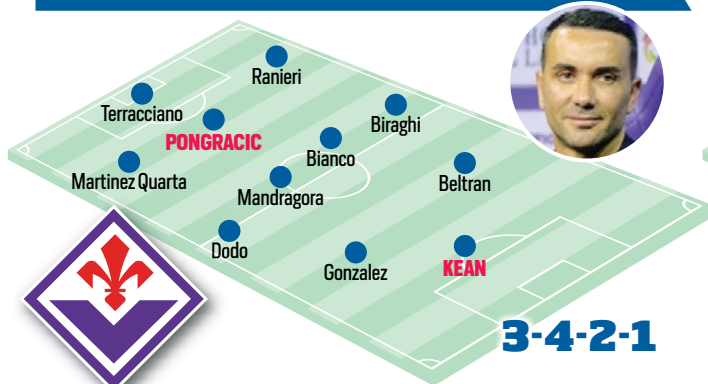 Ranieri
Terracciano
Biraghi
PONGRACIC
Bianco
Martinez Quarta
Beltran
Mandragora
Dodo
Gonzalez
KEAN
3-4-2-1